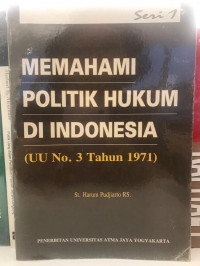 Seri 1
MEMAHAMI
POLITIK HUKUM
DI INDONESIA
(UU No. 3 Tahun 1971)
St. Harum Pudjiarto RS.
PENERBITAN UNIVERSITAS ATMA JAYA YOGYAKARTA